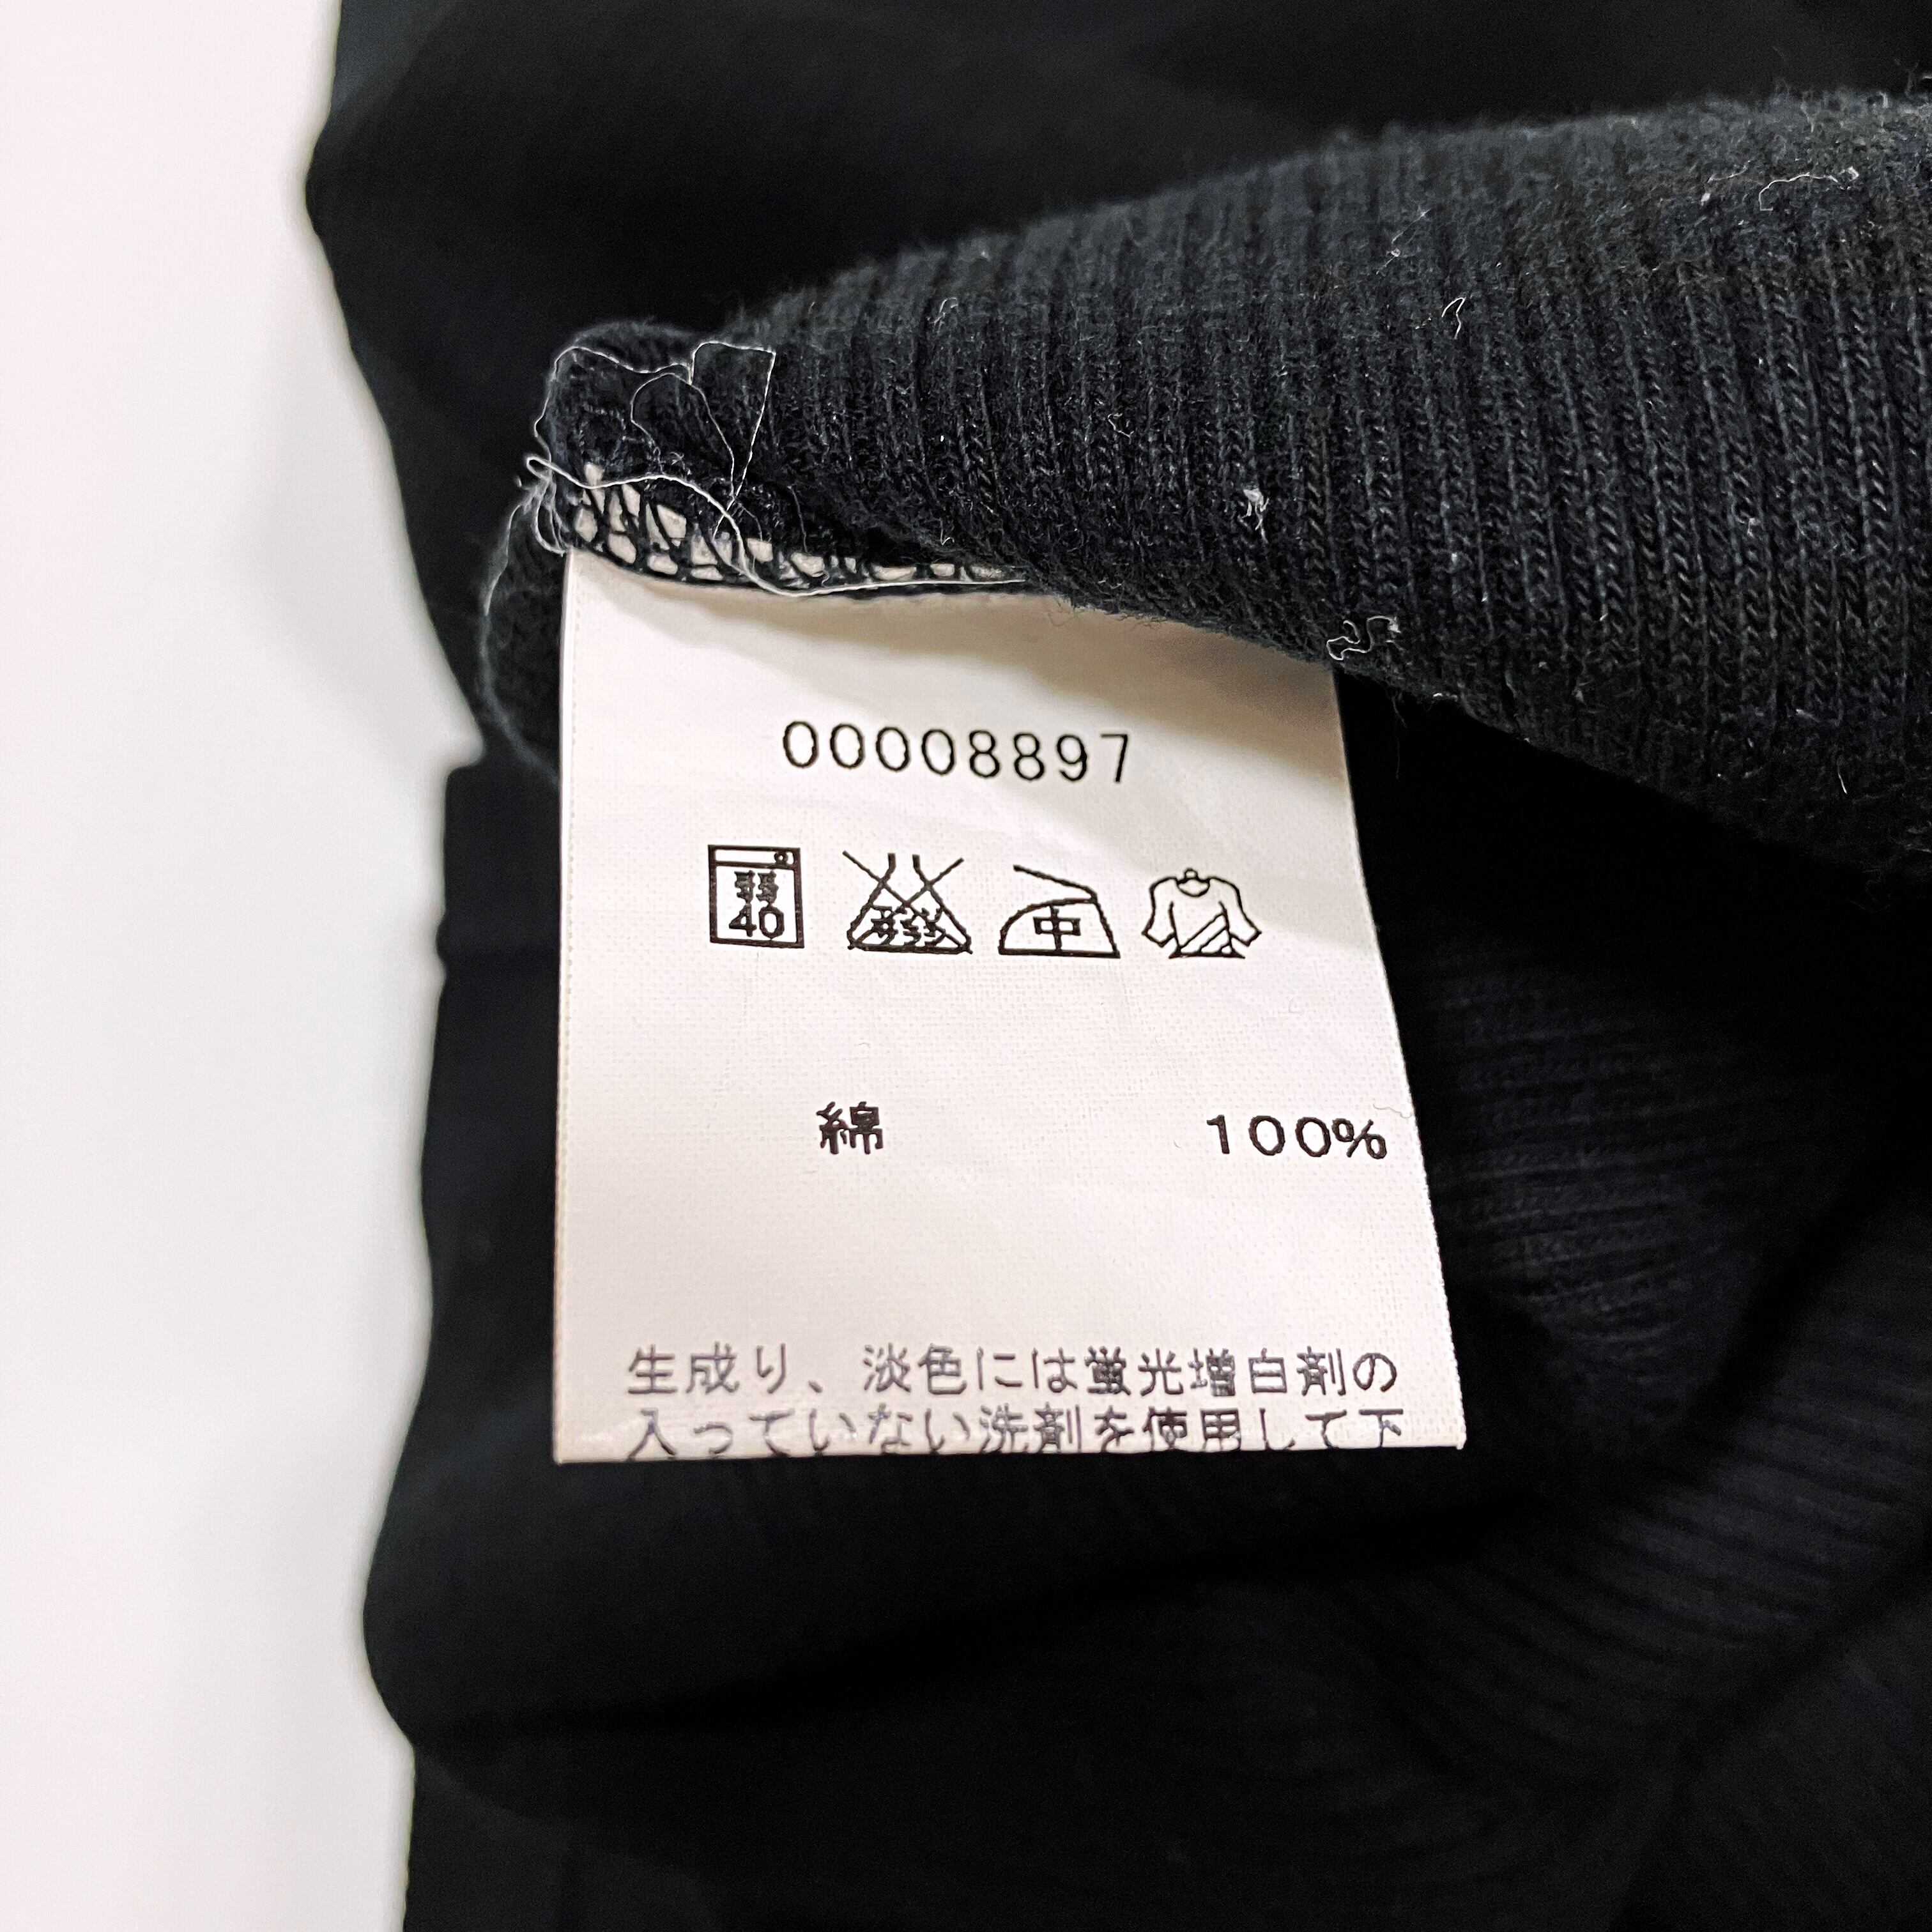 00008897
弱
40
中
綿 100%
生成り、淡色には蛍光増白剤の
入っていない洗剤を使用して下